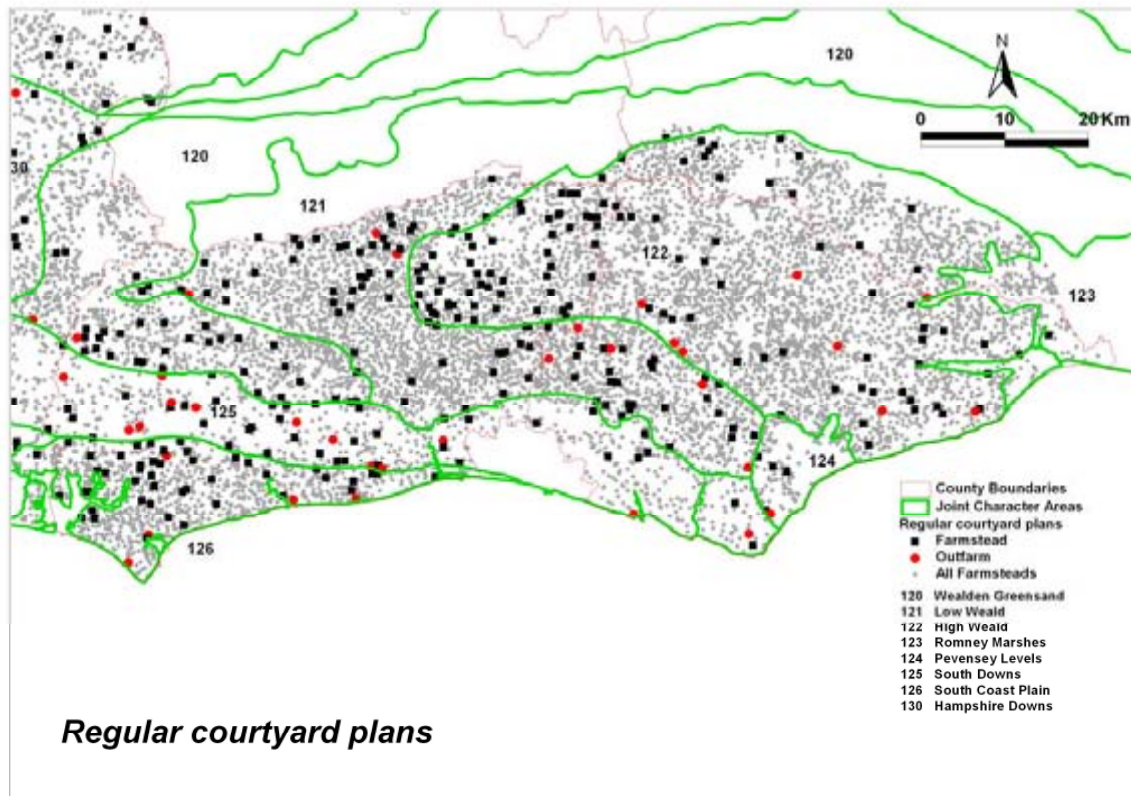 120
N
0 10 20 Km
30
120
121
122
123
125
124
126
County Boundaries
Joint Character Areas
Regular courtyard plans
Farmstead
Outfarm
All Farmsteads
120 Wealden Greensand
121 Low Weald
122 High Weald
123 Romney Marshes
124 Pevensey Levels
125 South Downs
126 South Coast Plain
130 Hampshire Downs
Regular courtyard plans